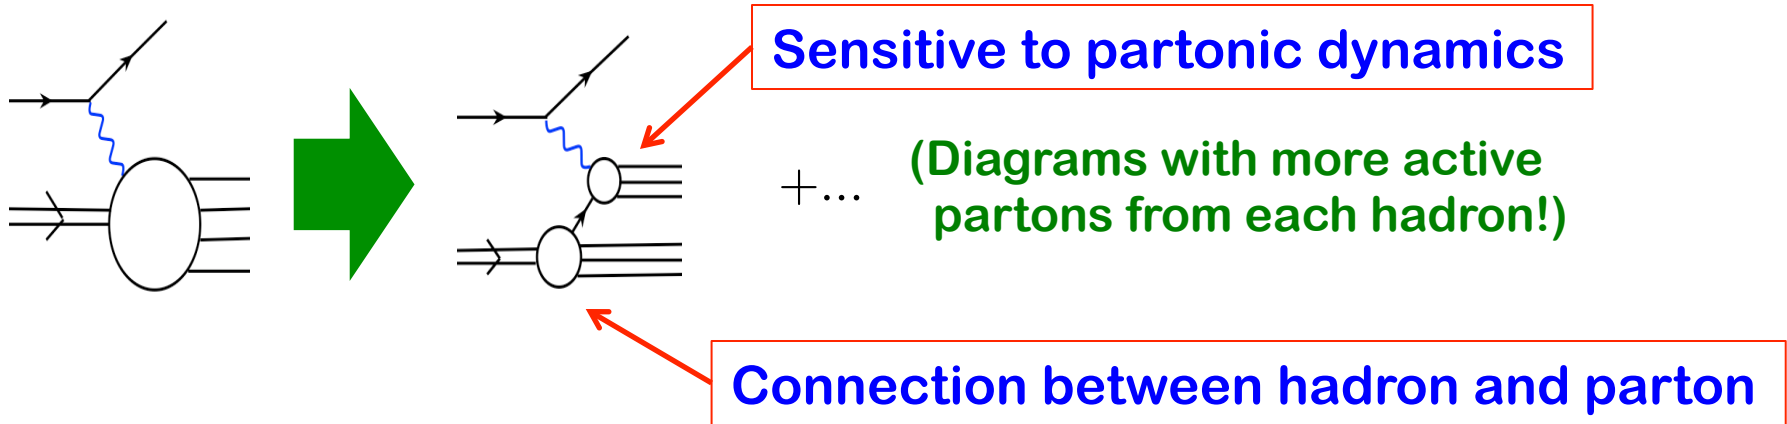 Sensitive to partonic dynamics
+... (Diagrams with more active
partons from each hadron!)
Connection between hadron and parton